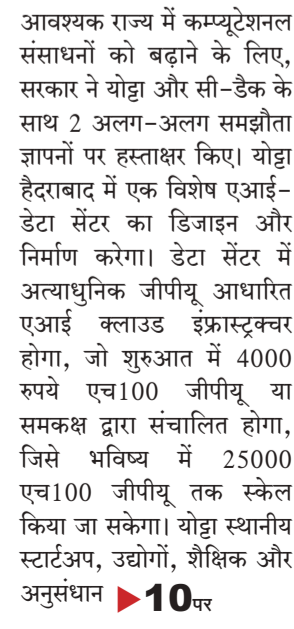 आवश्यक राज्य में कम्प्यूटेशनल
संसाधनों को बढ़ाने के लिए,
सरकार ने योट्टा और सी-डैक के
साथ 2 अलग-अलग समझौता
ज्ञापनों पर हस्ताक्षर किए। योट्टा
हैदराबाद में एक विशेष एआई-
डेटा सेंटर का डिजाइन और
निर्माण करेगा। डेटा सेंटर में
अत्याधुनिक जीपीयू आधारित
एआई क्लाउड इंफ्रास्ट्रक्चर
होगा, जो शुरुआत में 4000
रुपये एच100 जीपीयू या
समकक्ष द्वारा संचालित होगा,
जिसे भविष्य में 25000
एच100 जीपीयू तक स्केल
किया जा सकेगा। योट्टा स्थानीय
स्टार्टअप, उद्योगों, शैक्षिक और
अनुसंधान ▶10पर